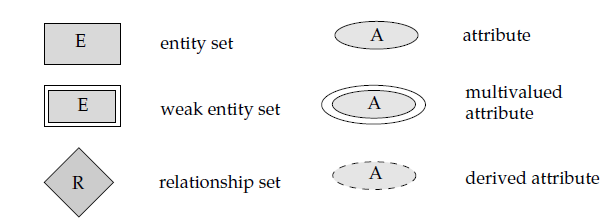 E entity set A attribute
E weak entity set A multivalued
attribute
R relationship set A derived attribute